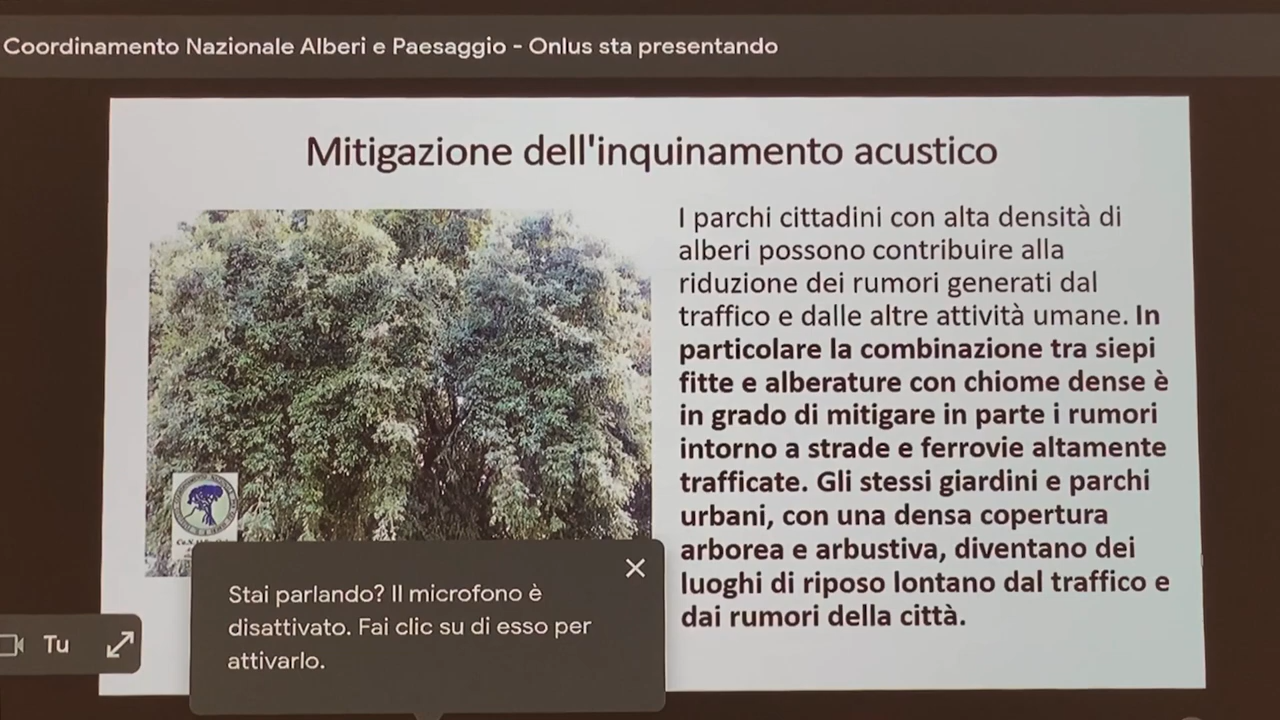 Coordinamento Nazionale Alberi e Paesaggio - Onlus sta presentando
Mitigazione dell'inquinamento acustico
I parchi cittadini con alta densità di
alberi possono contribuire alla
riduzione dei rumori generati dal
traffico e dalle altre attività umane. In
particolare la combinazione tra siepi
fitte e alberature con chiome dense è
in grado di mitigare in parte i rumori
intorno a strade e ferrovie altamente
trafficate. Gli stessi giardini e parchi
urbani, con una densa copertura
arborea e arbustiva, diventano dei
luoghi di riposo lontano dal traffico e
dai rumori della città.
Stai parlando? Il microfono è
disattivato. Fai clic su di esso per
attivarlo.
Tu